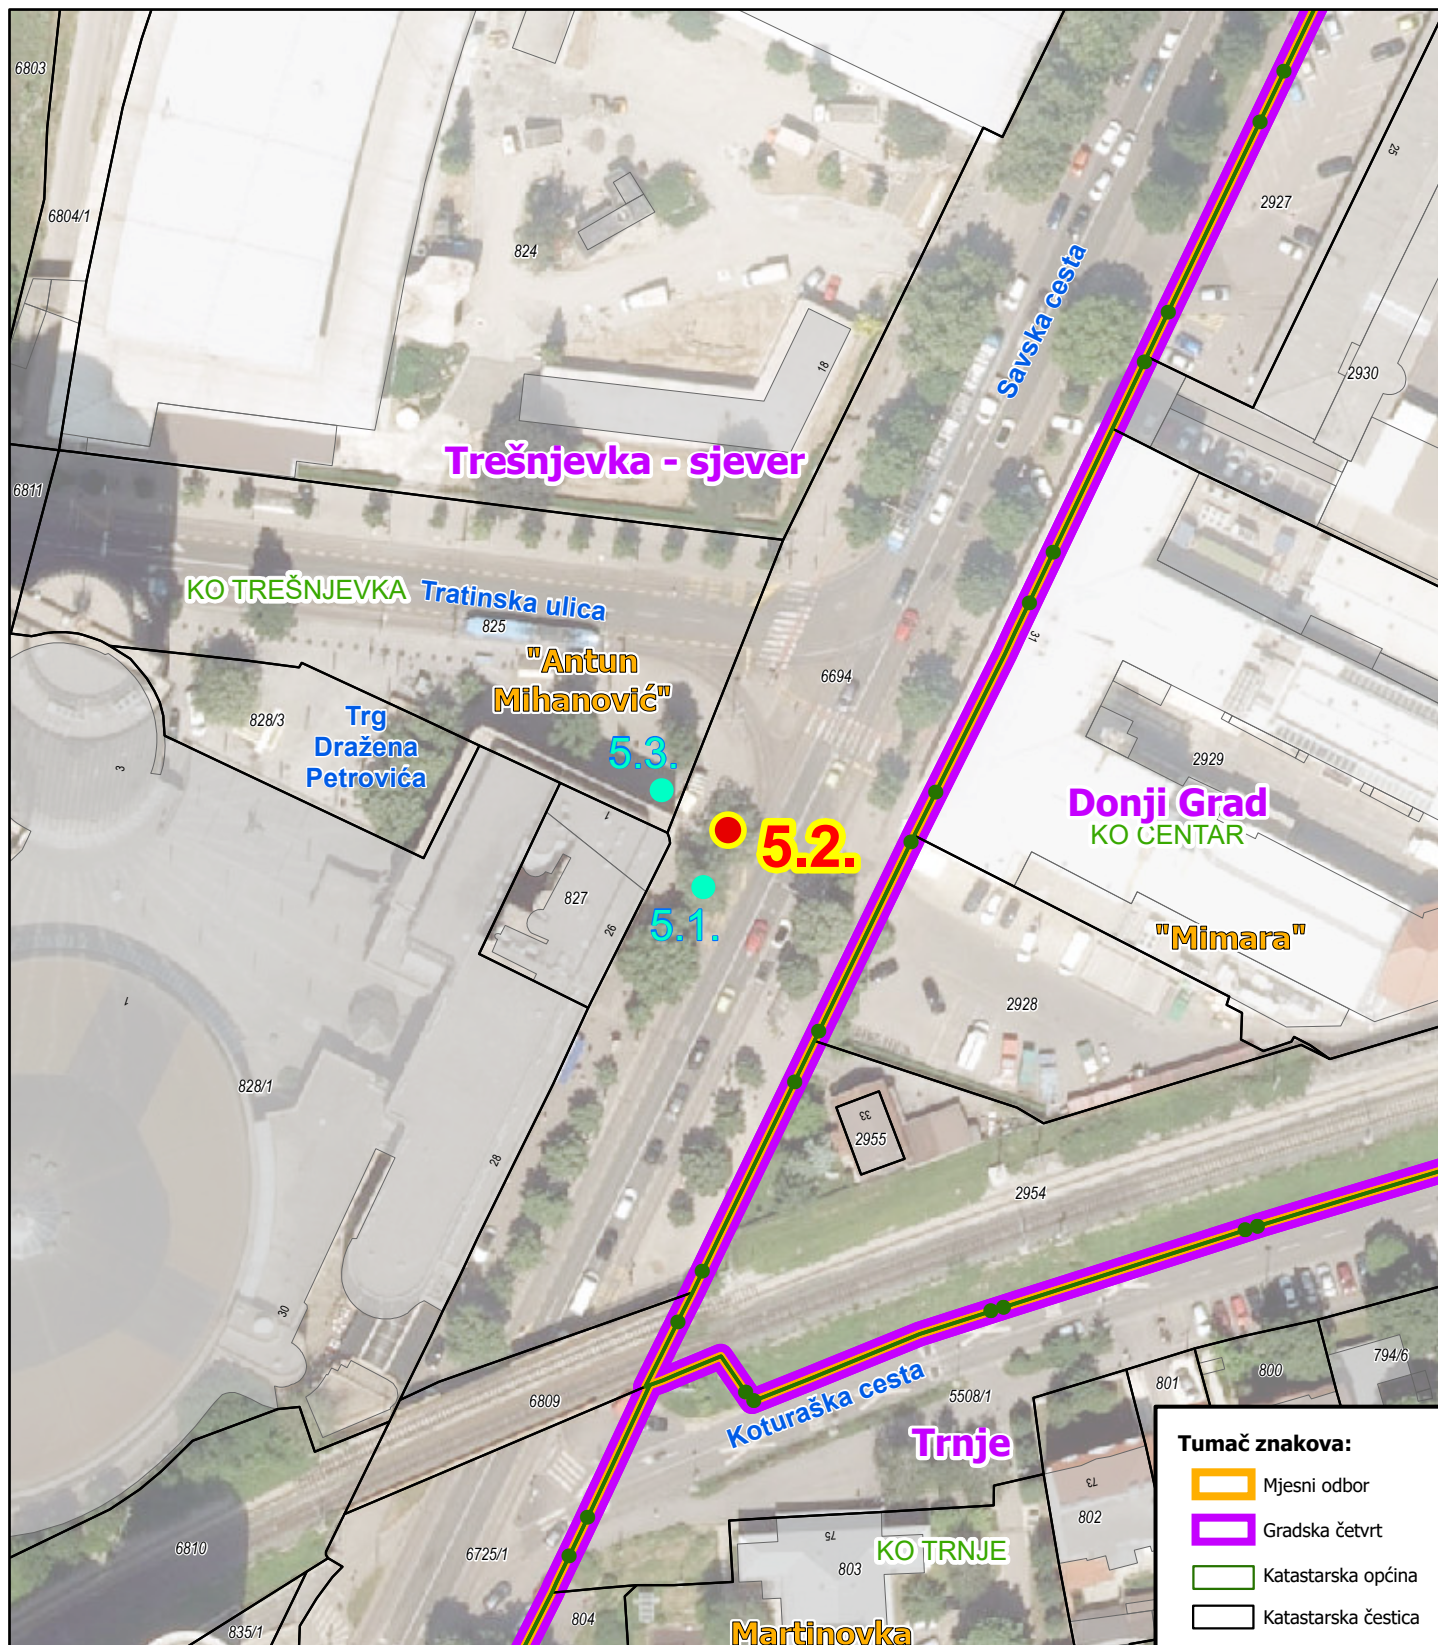 6803
6804/1
824
25
2927
Savska cesta
18
2930
Trešnjevka - sjever
6811
KO TREŠNJEVKA
Tratinska ulica
825
31
"Antun
Mihanović"
6694
828/3
Trg
Dražena
Petrovića
3
5.3.
2929
Donji Grad
KO CENTAR
1
5.2.
827
26
5.1.
"Mimara"
1
2928
828/1
33
2955
28
2954
30
6809
Koturaška cesta
5508/1
801
800
794/6
Trnje
Tumač znakova:
Mjesni odbor
Gradska četvrt
Katastarska općina
Katastarska čestica
73
802
6810
6725/1
75
803
KO TRNJE
804
835/1
Martinovka